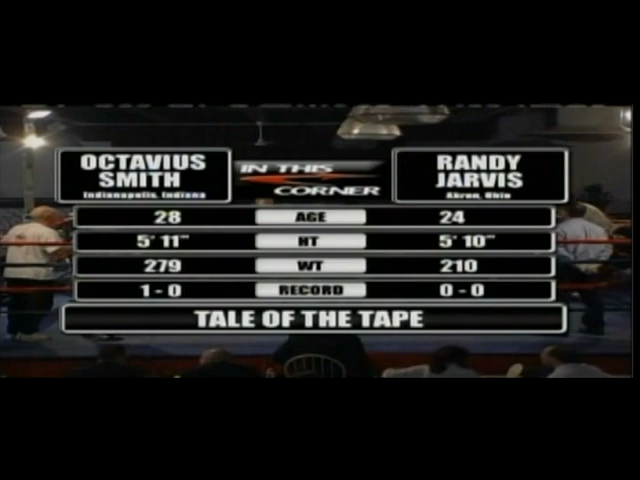 OCTAVIUS
SMITH
Indianapolis, Indiana
IN THIS
CORNER
RANDY
JARVIS
Akron, Ohio
28 AGE 24
5' 11" HT 5' 10"
279 WT 210
1 - 0 RECORD 0 - 0
TALE OF THE TAPE